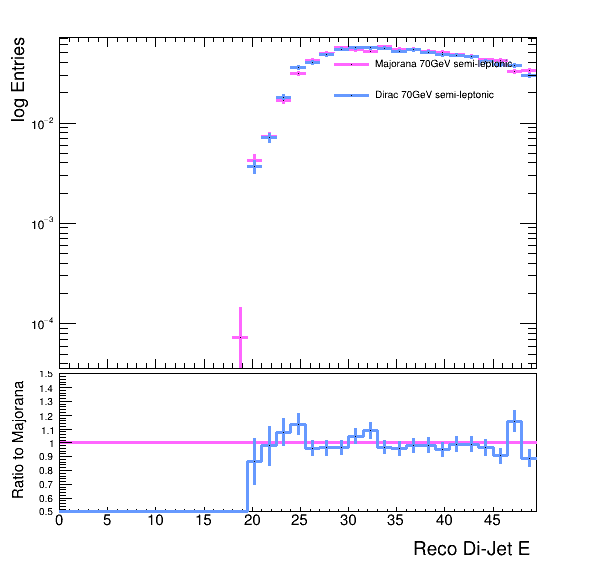 log Entries
Majorana 70GeV semi-leptonic
Dirac 70GeV semi-leptonic
10⁻²
10⁻³
10⁻⁴
Ratio to Majorana
1.5
1.4
1.3
1.2
1.1
1
0.9
0.8
0.7
0.6
0.5
0 5 10 15 20 25 30 35 40 45
Reco Di-Jet E